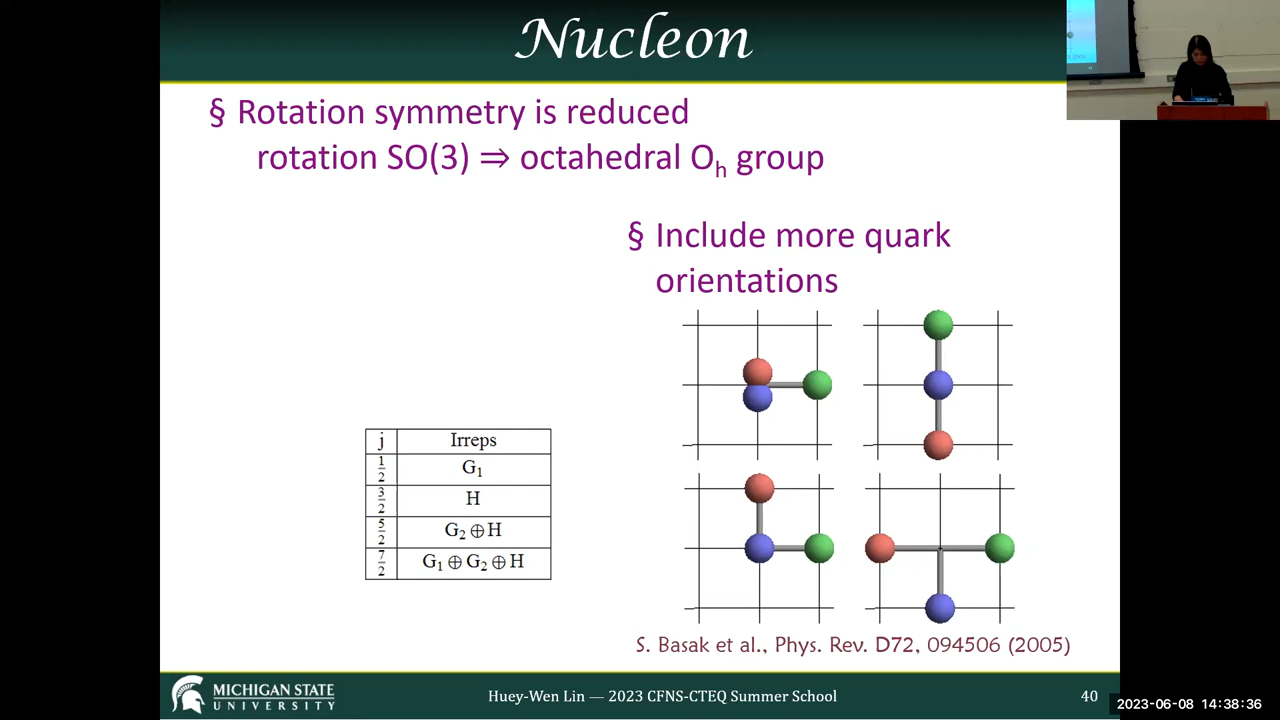 Nucleon
§ Rotation symmetry is reduced
rotation SO(3) ⇒ octahedral Oh group
§ Include more quark
orientations
j Irreps
1/2 G1
3/2 H
5/2 G2 ⊕ H
7/2 G1 ⊕ G2 ⊕ H
S. Basak et al., Phys. Rev. D72, 094506 (2005)
MICHIGAN STATE
UNIVERSITY
Huey-Wen Lin — 2023 CFNS-CTEQ Summer School
40
2023-06-08 14:38:36